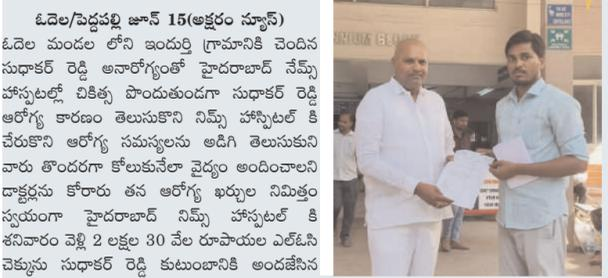 ఓదెల/పెద్దపల్లి జూన్ 15(అక్షరం న్యూస్)
ఓదెల మండల లోని ఇందుర్తి గ్రామానికి చెందిన
సుధాకర్ రెడ్డి అనారోగ్యంతో హైదరాబాద్ నేమ్స్
హాస్పటల్లో చికిత్స పొందుతుండగా సుధాకర్ రెడ్డి
ఆరోగ్య కారణం తెలుసుకొని నిమ్స్ హాస్పిటల్ కి
చేరుకొని ఆరోగ్య సమస్యలను అడిగి తెలుసుకుని
వారు తొందరగా కోలుకునేలా వైద్యం అందించాలని
డాక్టర్లను కోరారు తన ఆరోగ్య ఖర్చుల నిమిత్తం
స్వయంగా హైదరాబాద్ నిమ్స్ హాస్పటల్ కి
శనివారం వెళ్లి 2 లక్షల 30 వేల రూపాయల ఎల్ఓసి
చెక్కును సుధాకర్ రెడ్డి కుటుంబానికి అందజేసిన